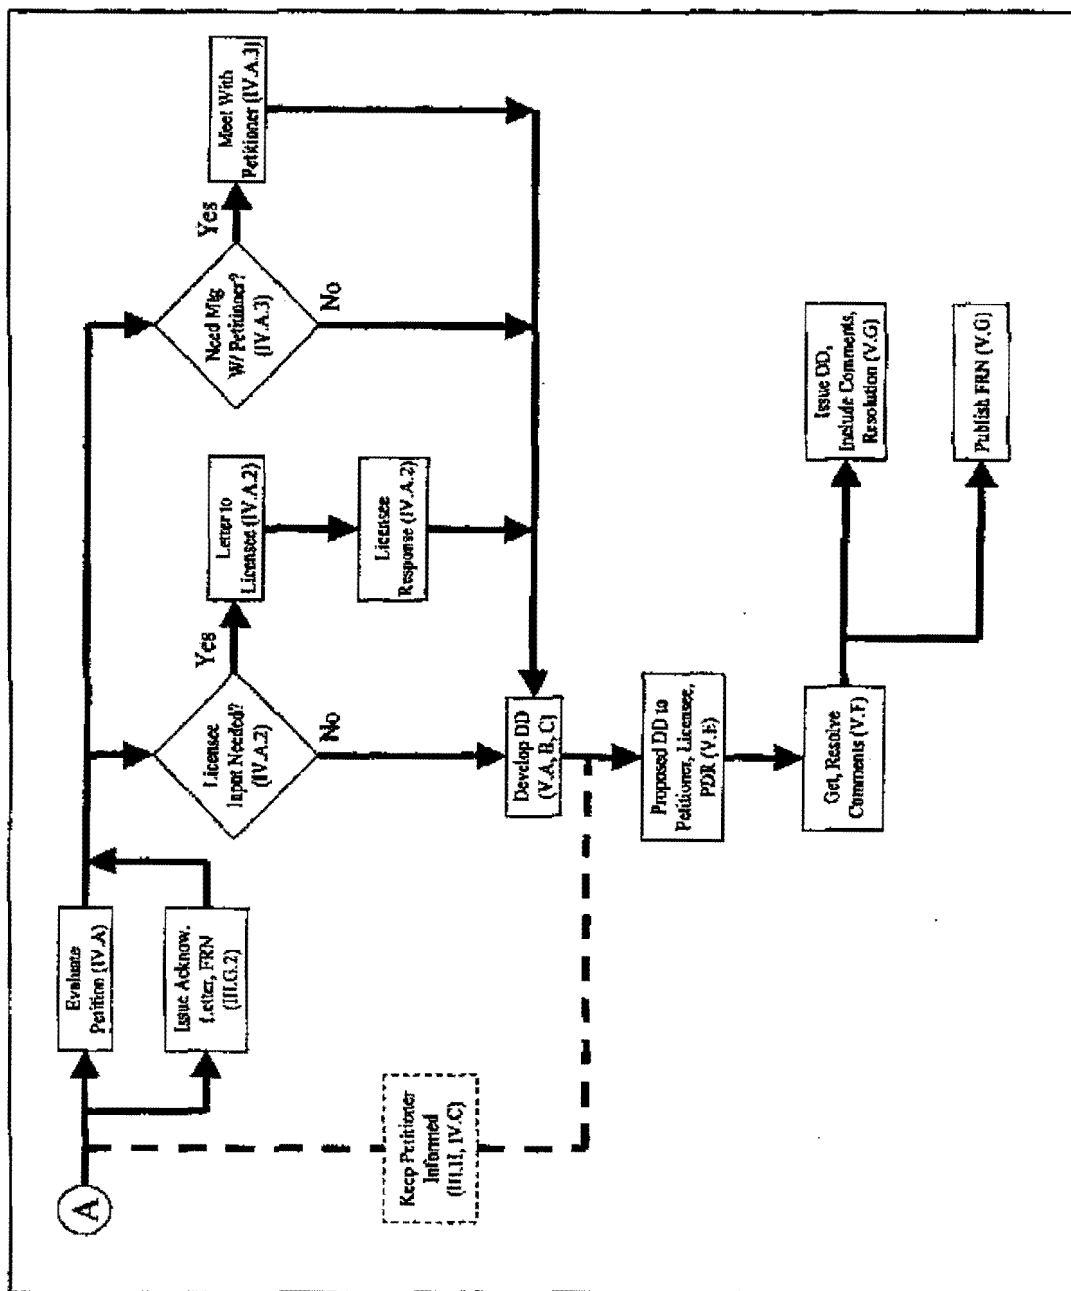 A
Evaluate
Petition (IV.A)
Issue Acknow.
Letter, FRN
(III.G.2)
Keep Petitioner
Informed
(III.H, IV.C)
Licensee
Input Needed?
(IV.A.2)
Yes
No
Letter to
Licensee (IV.A.2)
Licensee
Response (IV.A.2)
Need Mtg
W/ Petitioner?
(IV.A.3)
Yes
No
Meet With
Petitioner (IV.A.3)
Develop DD
(V.A, B, C)
Proposed DD to
Petitioner, Licensee,
PDR (V.E)
Get, Resolve
Comments (V.F)
Issue DD,
Include Comments,
Resolution (V.G)
Publish FRN (V.G)